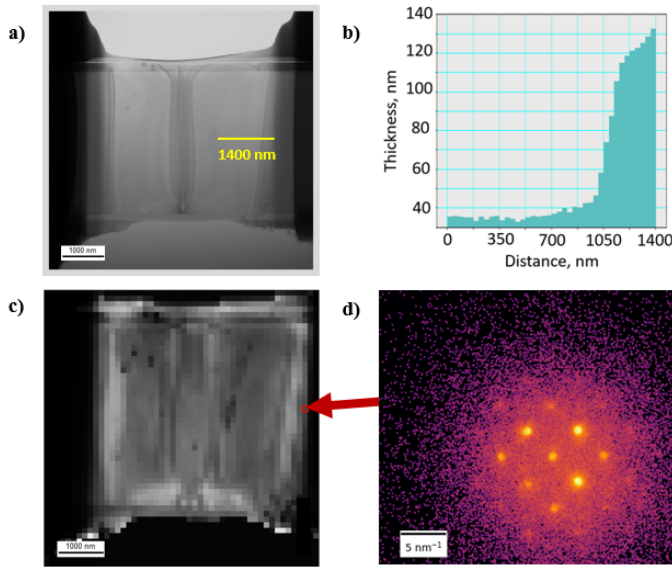 a)
1400 nm
1000 nm
b)
Thickness, nm
140
120
100
80
60
40
0 350 700 1050 1400
Distance, nm
c)
1000 nm
d)
5 nm⁻¹